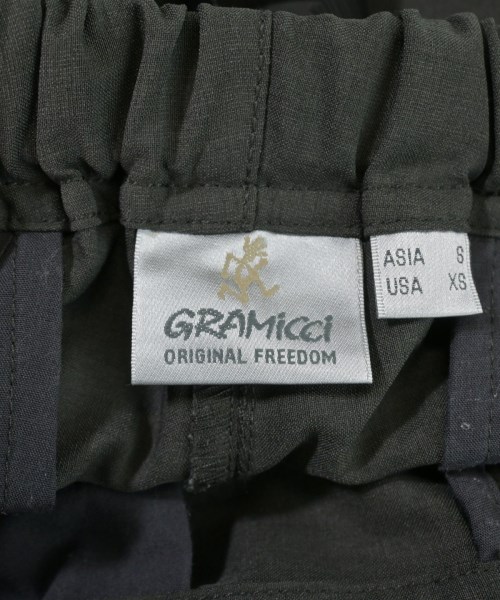 GRAMicci
ORIGINAL FREEDOM
ASIA S
USA XS